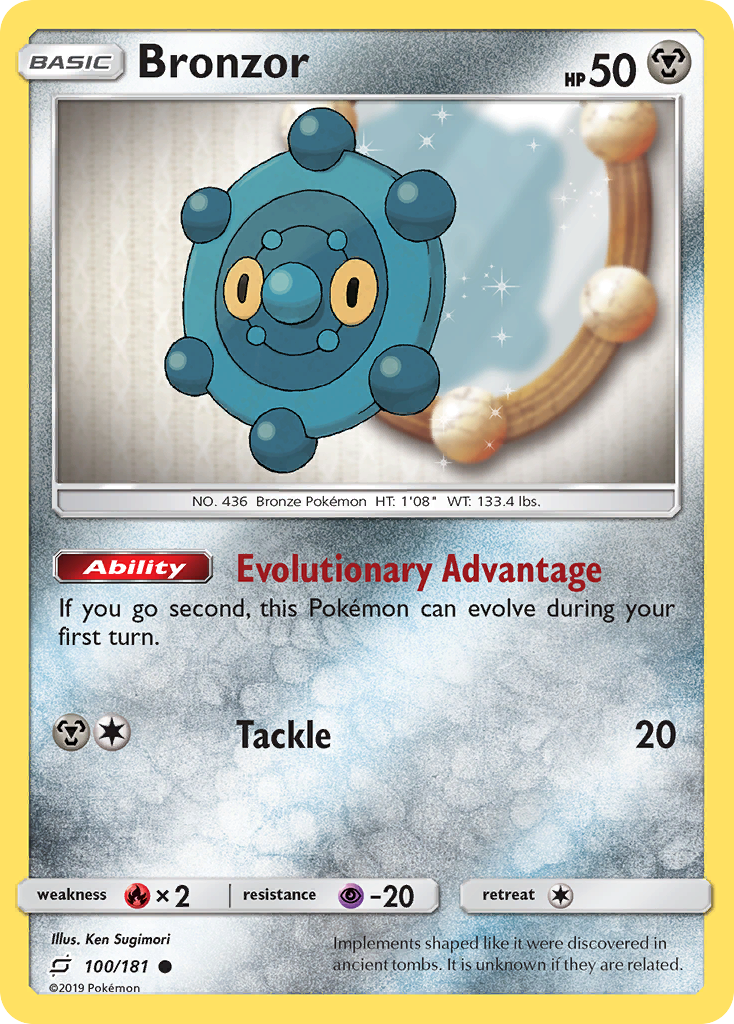 BASIC Bronzor HP 50
NO. 436 Bronze Pokémon HT: 1'08" WT: 133.4 lbs.
Ability Evolutionary Advantage
If you go second, this Pokémon can evolve during your
first turn.
Tackle 20
weakness ×2 resistance -20 retreat
Illus. Ken Sugimori
100/181
©2019 Pokémon
Implements shaped like it were discovered in
ancient tombs. It is unknown if they are related.